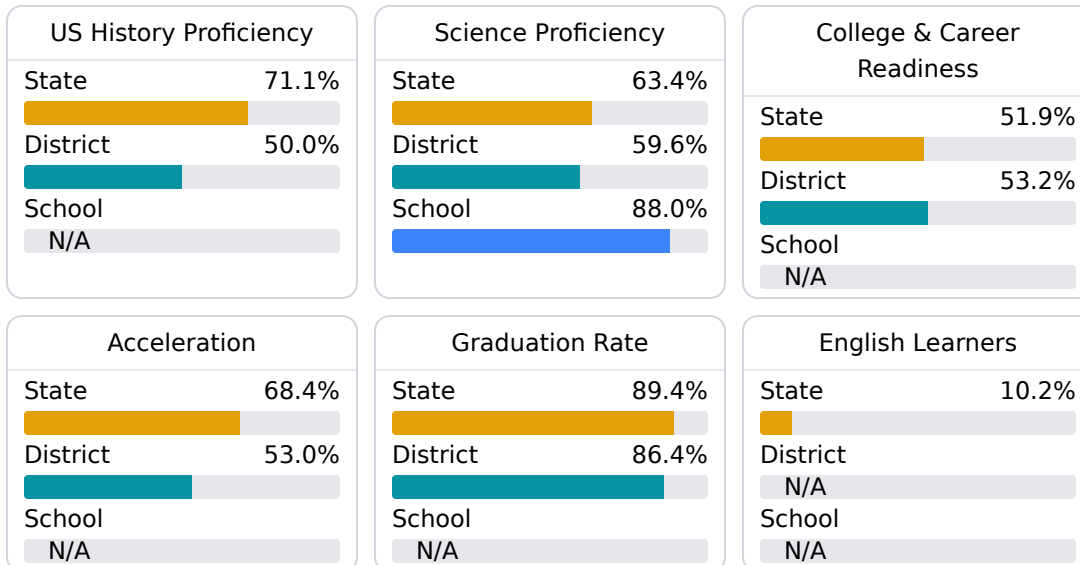 US History Proficiency
State 71.1%
District 50.0%
School
N/A
Science Proficiency
State 63.4%
District 59.6%
School 88.0%
College & Career
Readiness
State 51.9%
District 53.2%
School
N/A
Acceleration
State 68.4%
District 53.0%
School
N/A
Graduation Rate
State 89.4%
District 86.4%
School
N/A
English Learners
State 10.2%
District
N/A
School
N/A